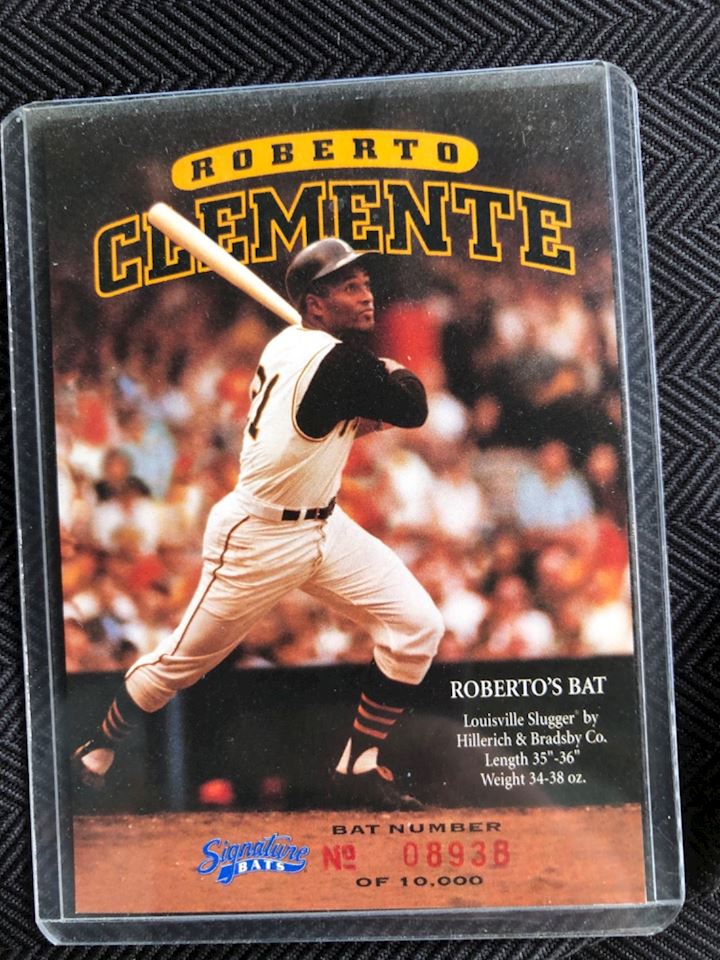 ROBERTO
CLEMENTE
21
ROBERTO'S BAT
Louisville Slugger® by
Hillerich & Bradsby Co.
Length 35"-36"
Weight 34-38 oz.
BAT NUMBER
Signature
BATS
Nº 08938
OF 10,000